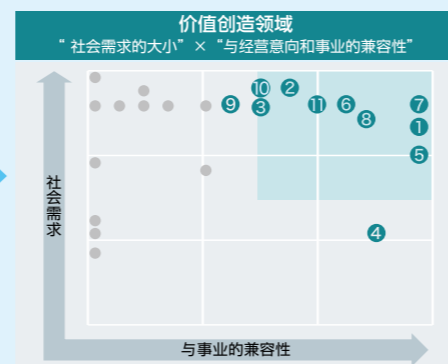 价值创造领域
“社会需求的大小”×“与经营意向和事业的兼容性”
⑩ ② 
⑨ ③ ⑪ ⑥ ⑦
⑧ ①
⑤
④
社会需求
与事业的兼容性